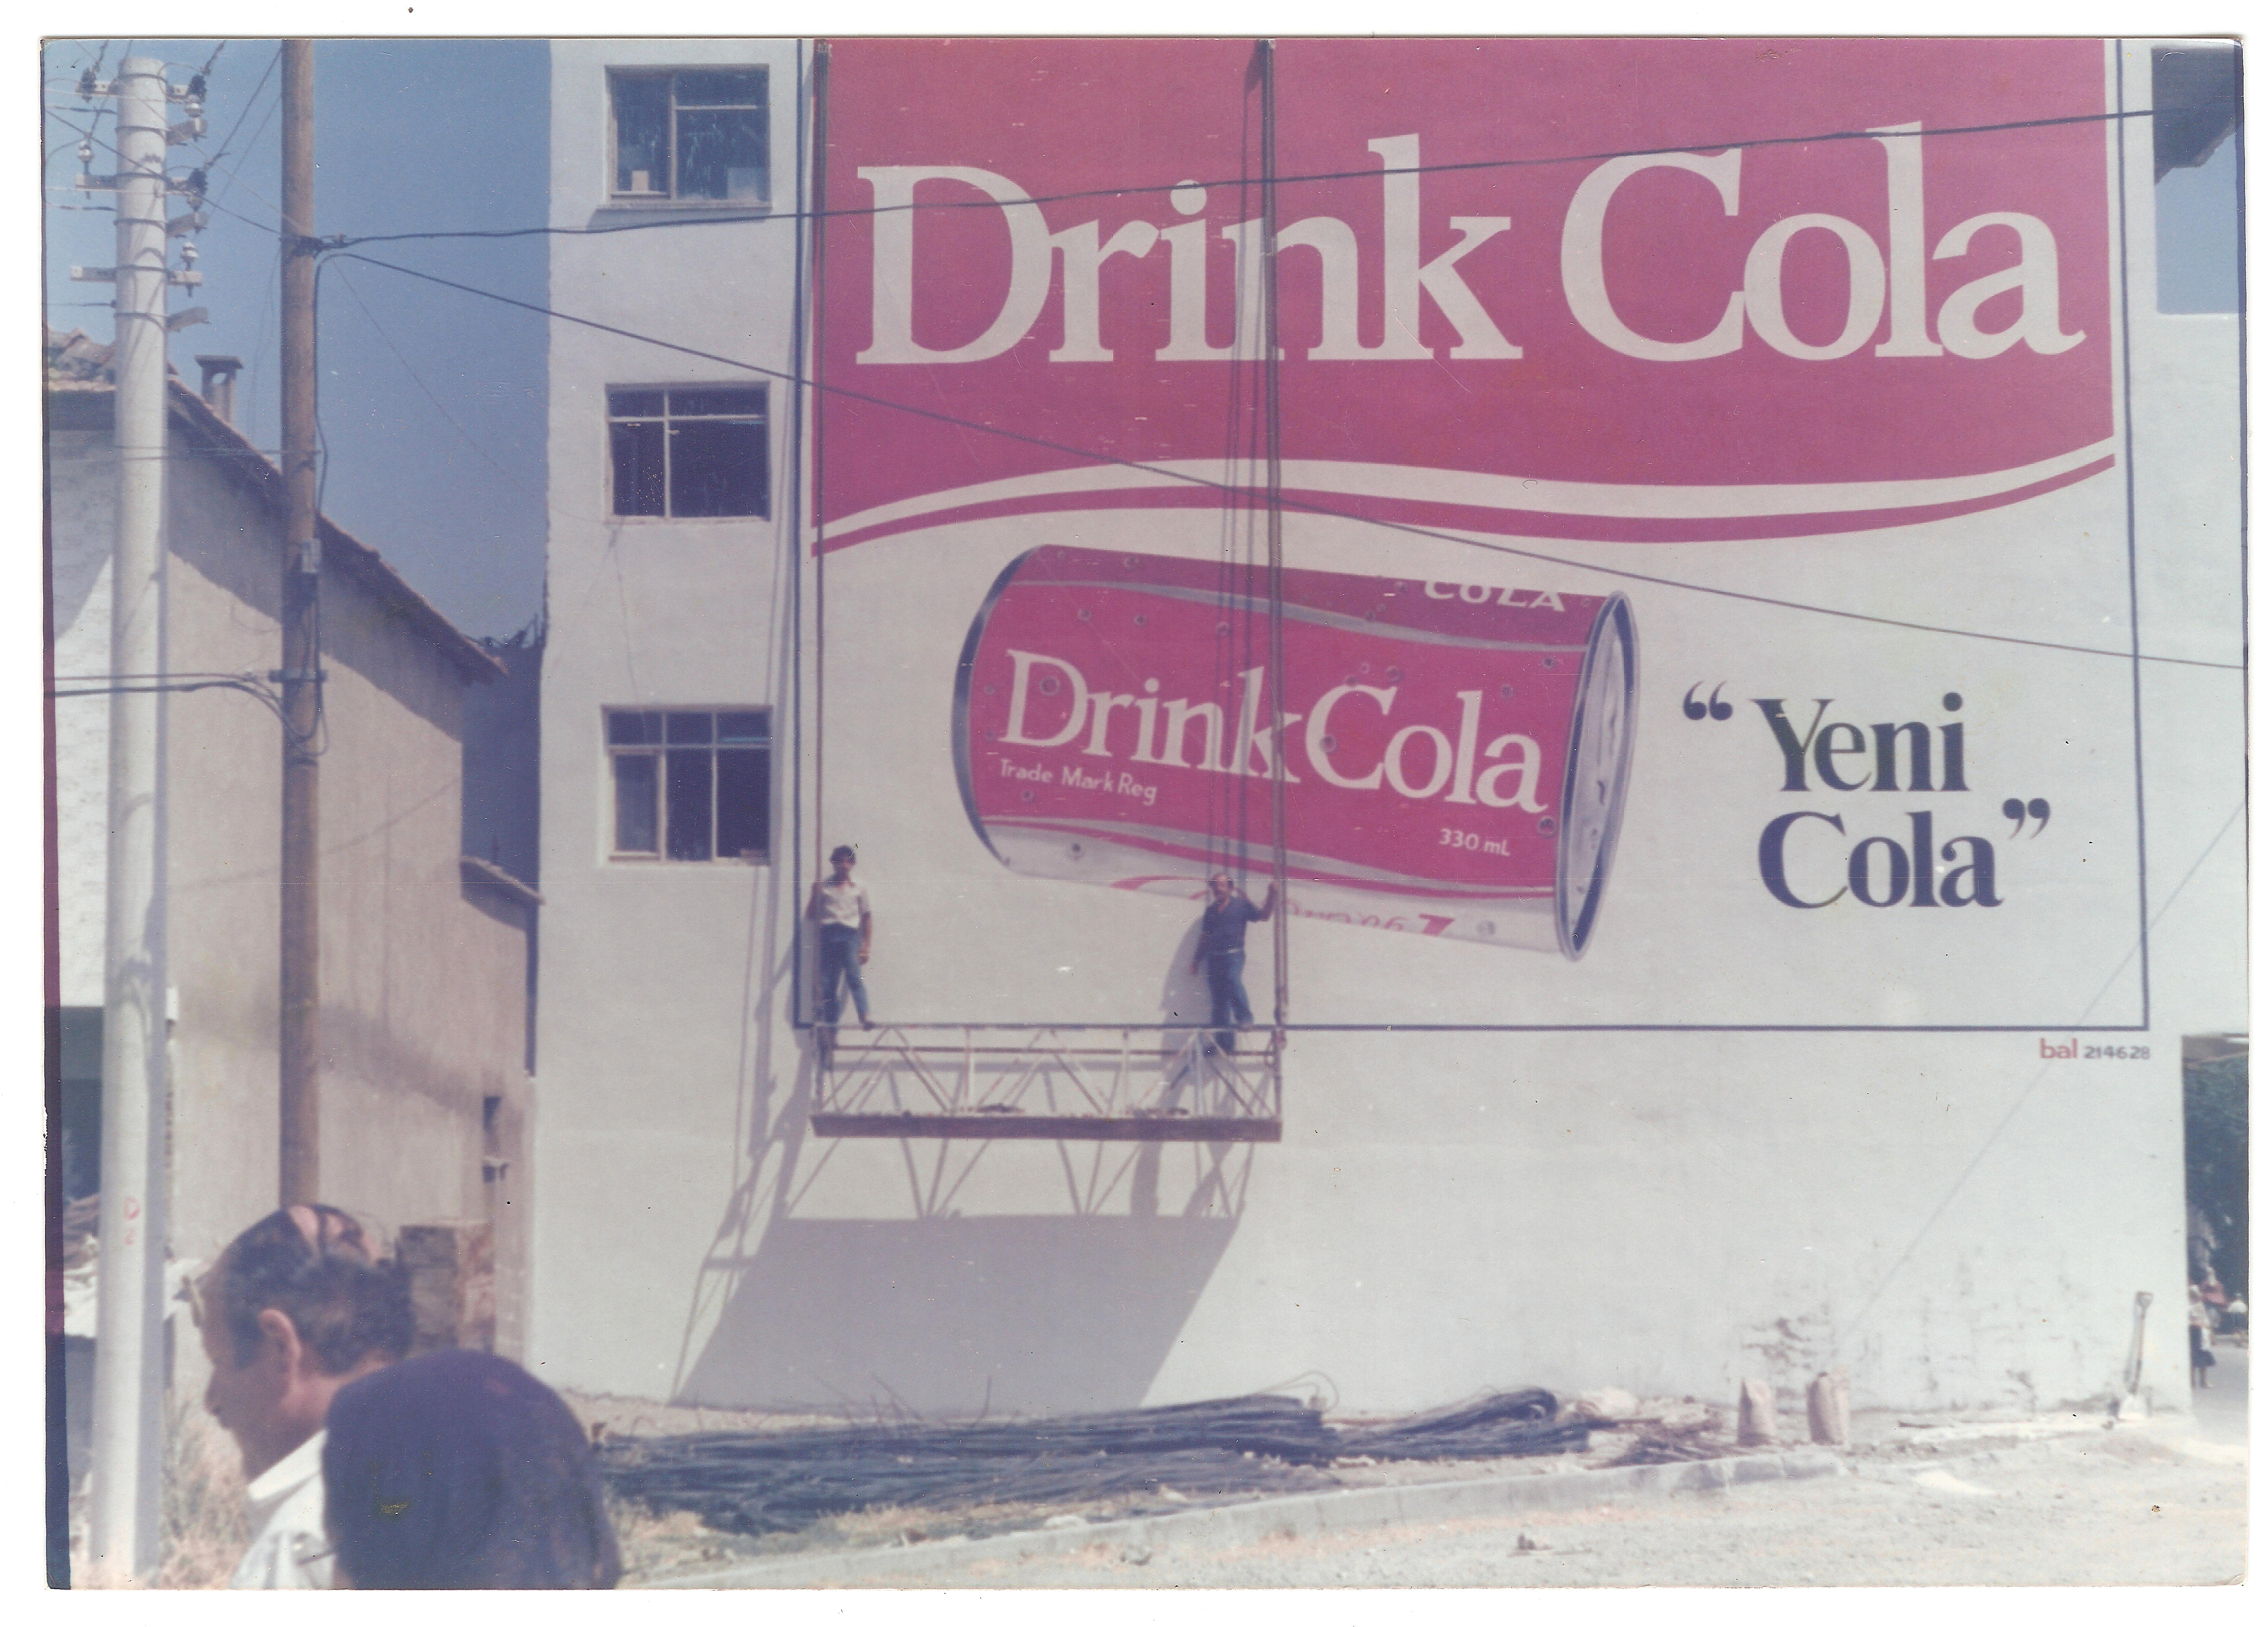 Drink Cola
COLA
Drink Cola
Trade Mark Reg
330 mL
“Yeni
Cola”
bal 214628